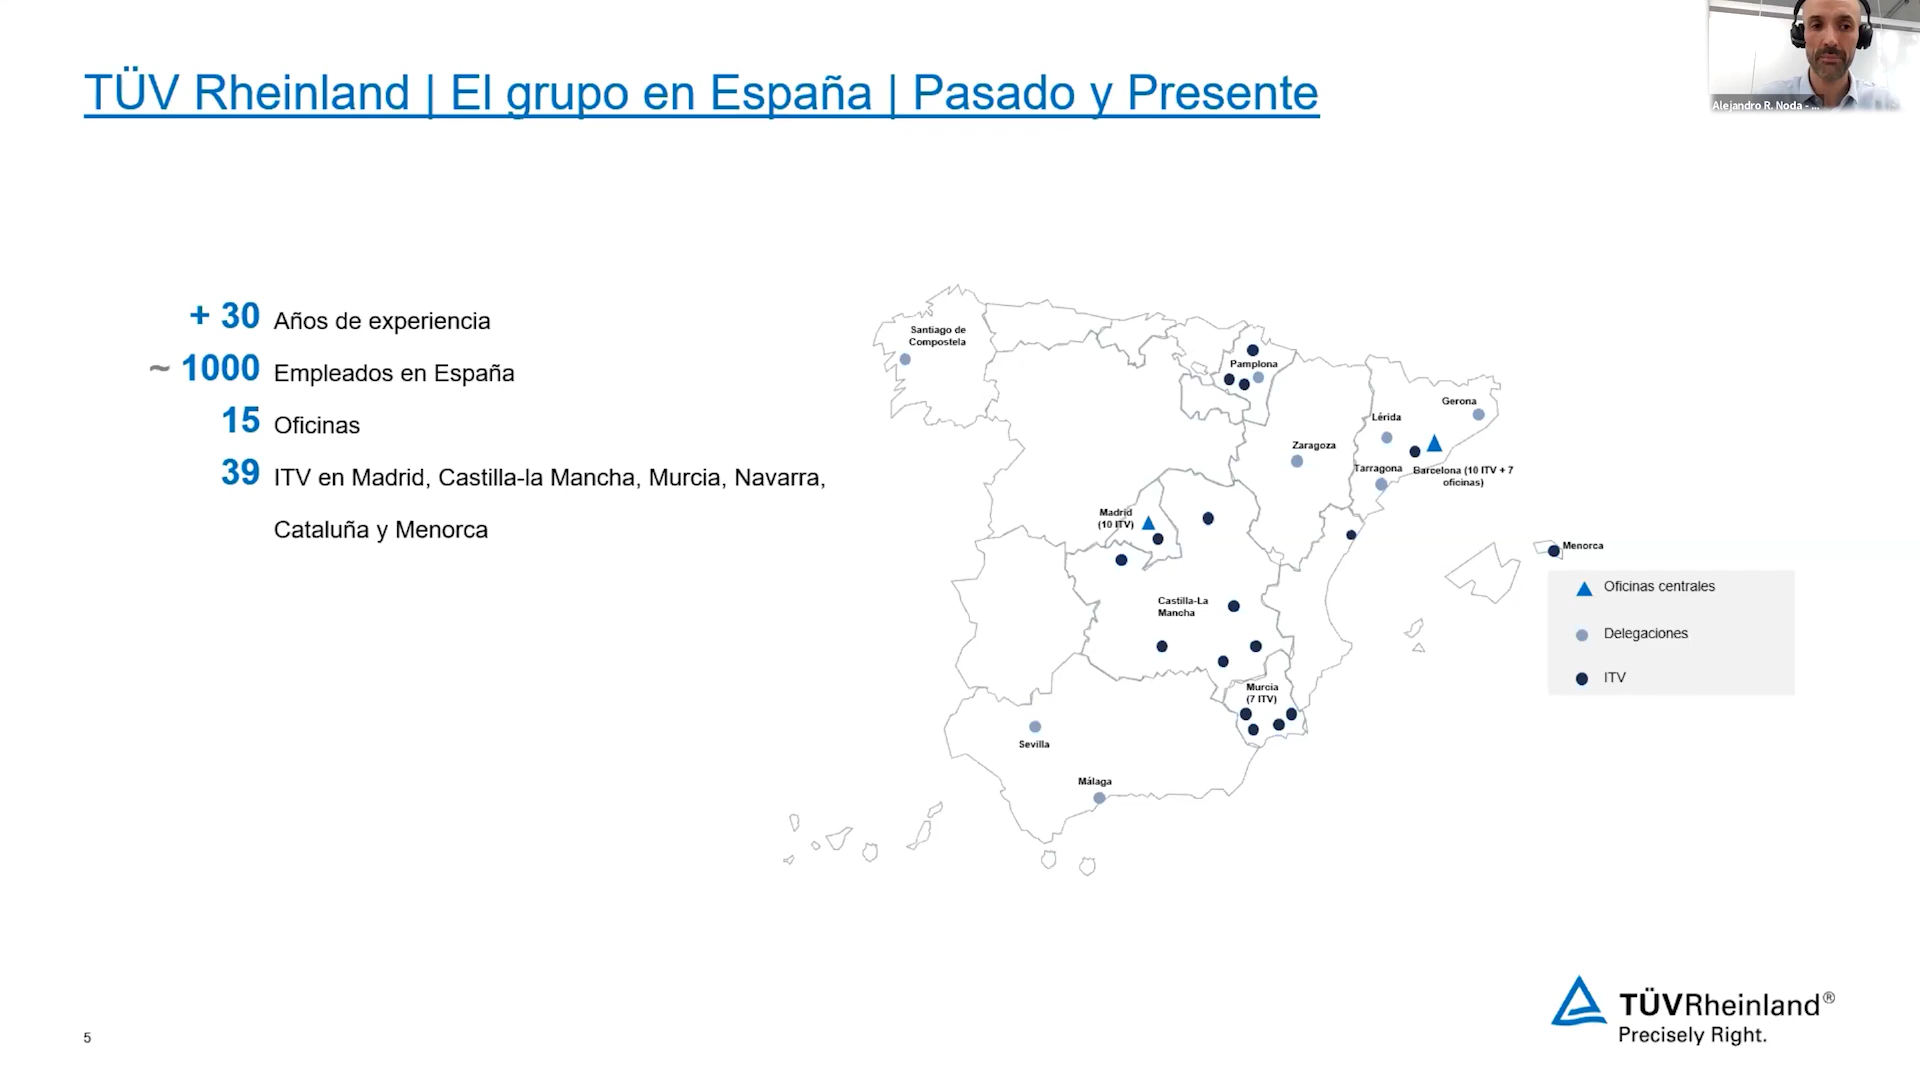 TÜV Rheinland | El grupo en España | Pasado y Presente
Alejandro R. Noda - ...
+ 30 Años de experiencia
~ 1000 Empleados en España
15 Oficinas
39 ITV en Madrid, Castilla-la Mancha, Murcia, Navarra,
Cataluña y Menorca
Santiago de
Compostela
Pamplona
Gerona
Lérida
Zaragoza
Tarragona
Barcelona (10 ITV + 7
oficinas)
Madrid
(10 ITV)
Menorca
Castilla-La
Mancha
Murcia
(7 ITV)
Sevilla
Málaga
Oficinas centrales
Delegaciones
ITV
TÜVRheinland®
Precisely Right.
5